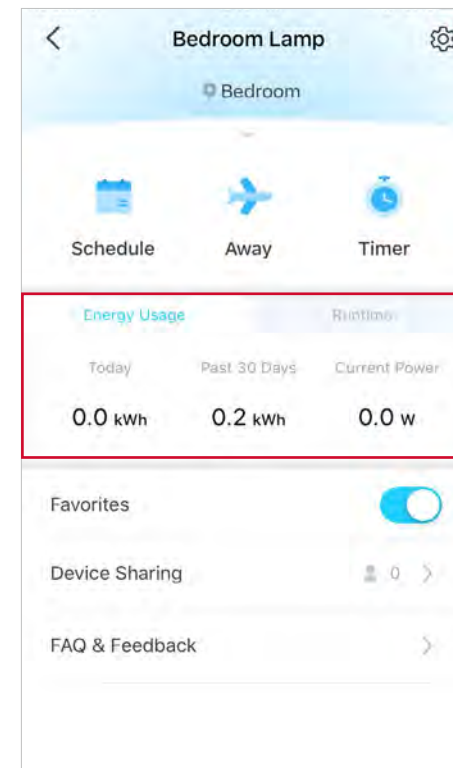 Bedroom Lamp
Bedroom
Schedule Away Timer
Energy Usage Runtime
Today Past 30 Days Current Power
0.0 kWh 0.2 kWh 0.0 W
Favorites
Device Sharing 0
FAQ & Feedback